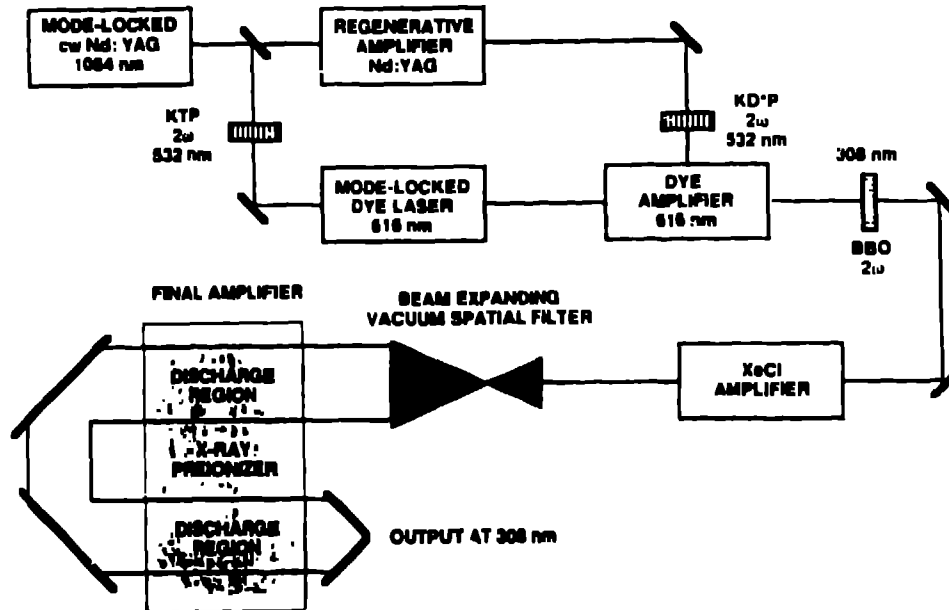 MODE-LOCKED
cw Nd: YAG
1064 nm
REGENERATIVE
AMPLIFIER
Nd:YAG
KTP
2ω
532 nm
KD*P
2ω
532 nm
308 nm
MODE-LOCKED
DYE LASER
616 nm
DYE
AMPLIFIER
616 nm
BBO
2ω
FINAL AMPLIFIER
BEAM EXPANDING
VACUUM SPATIAL FILTER
DISCHARGE
REGION
X-RAY
PREIONIZER
DISCHARGE
REGION
XeCl
AMPLIFIER
OUTPUT AT 308 nm